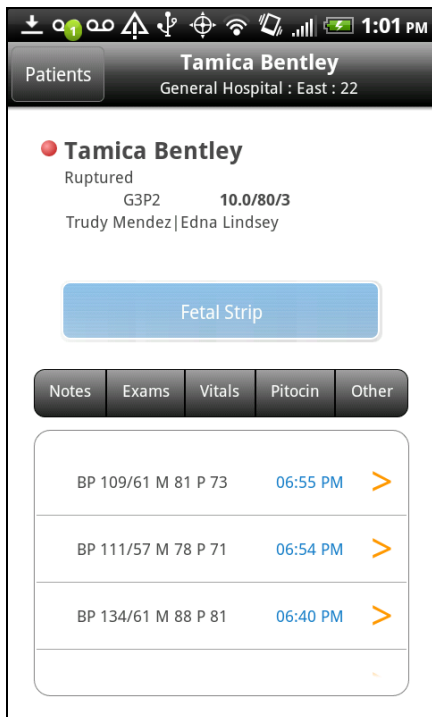 1 1:01 PM
Patients
Tamica Bentley
General Hospital : East : 22
Tamica Bentley
Ruptured
G3P2 10.0/80/3
Trudy Mendez|Edna Lindsey
Fetal Strip
Notes Exams Vitals Pitocin Other
BP 109/61 M 81 P 73 06:55 PM >
BP 111/57 M 78 P 71 06:54 PM >
BP 134/61 M 88 P 81 06:40 PM >